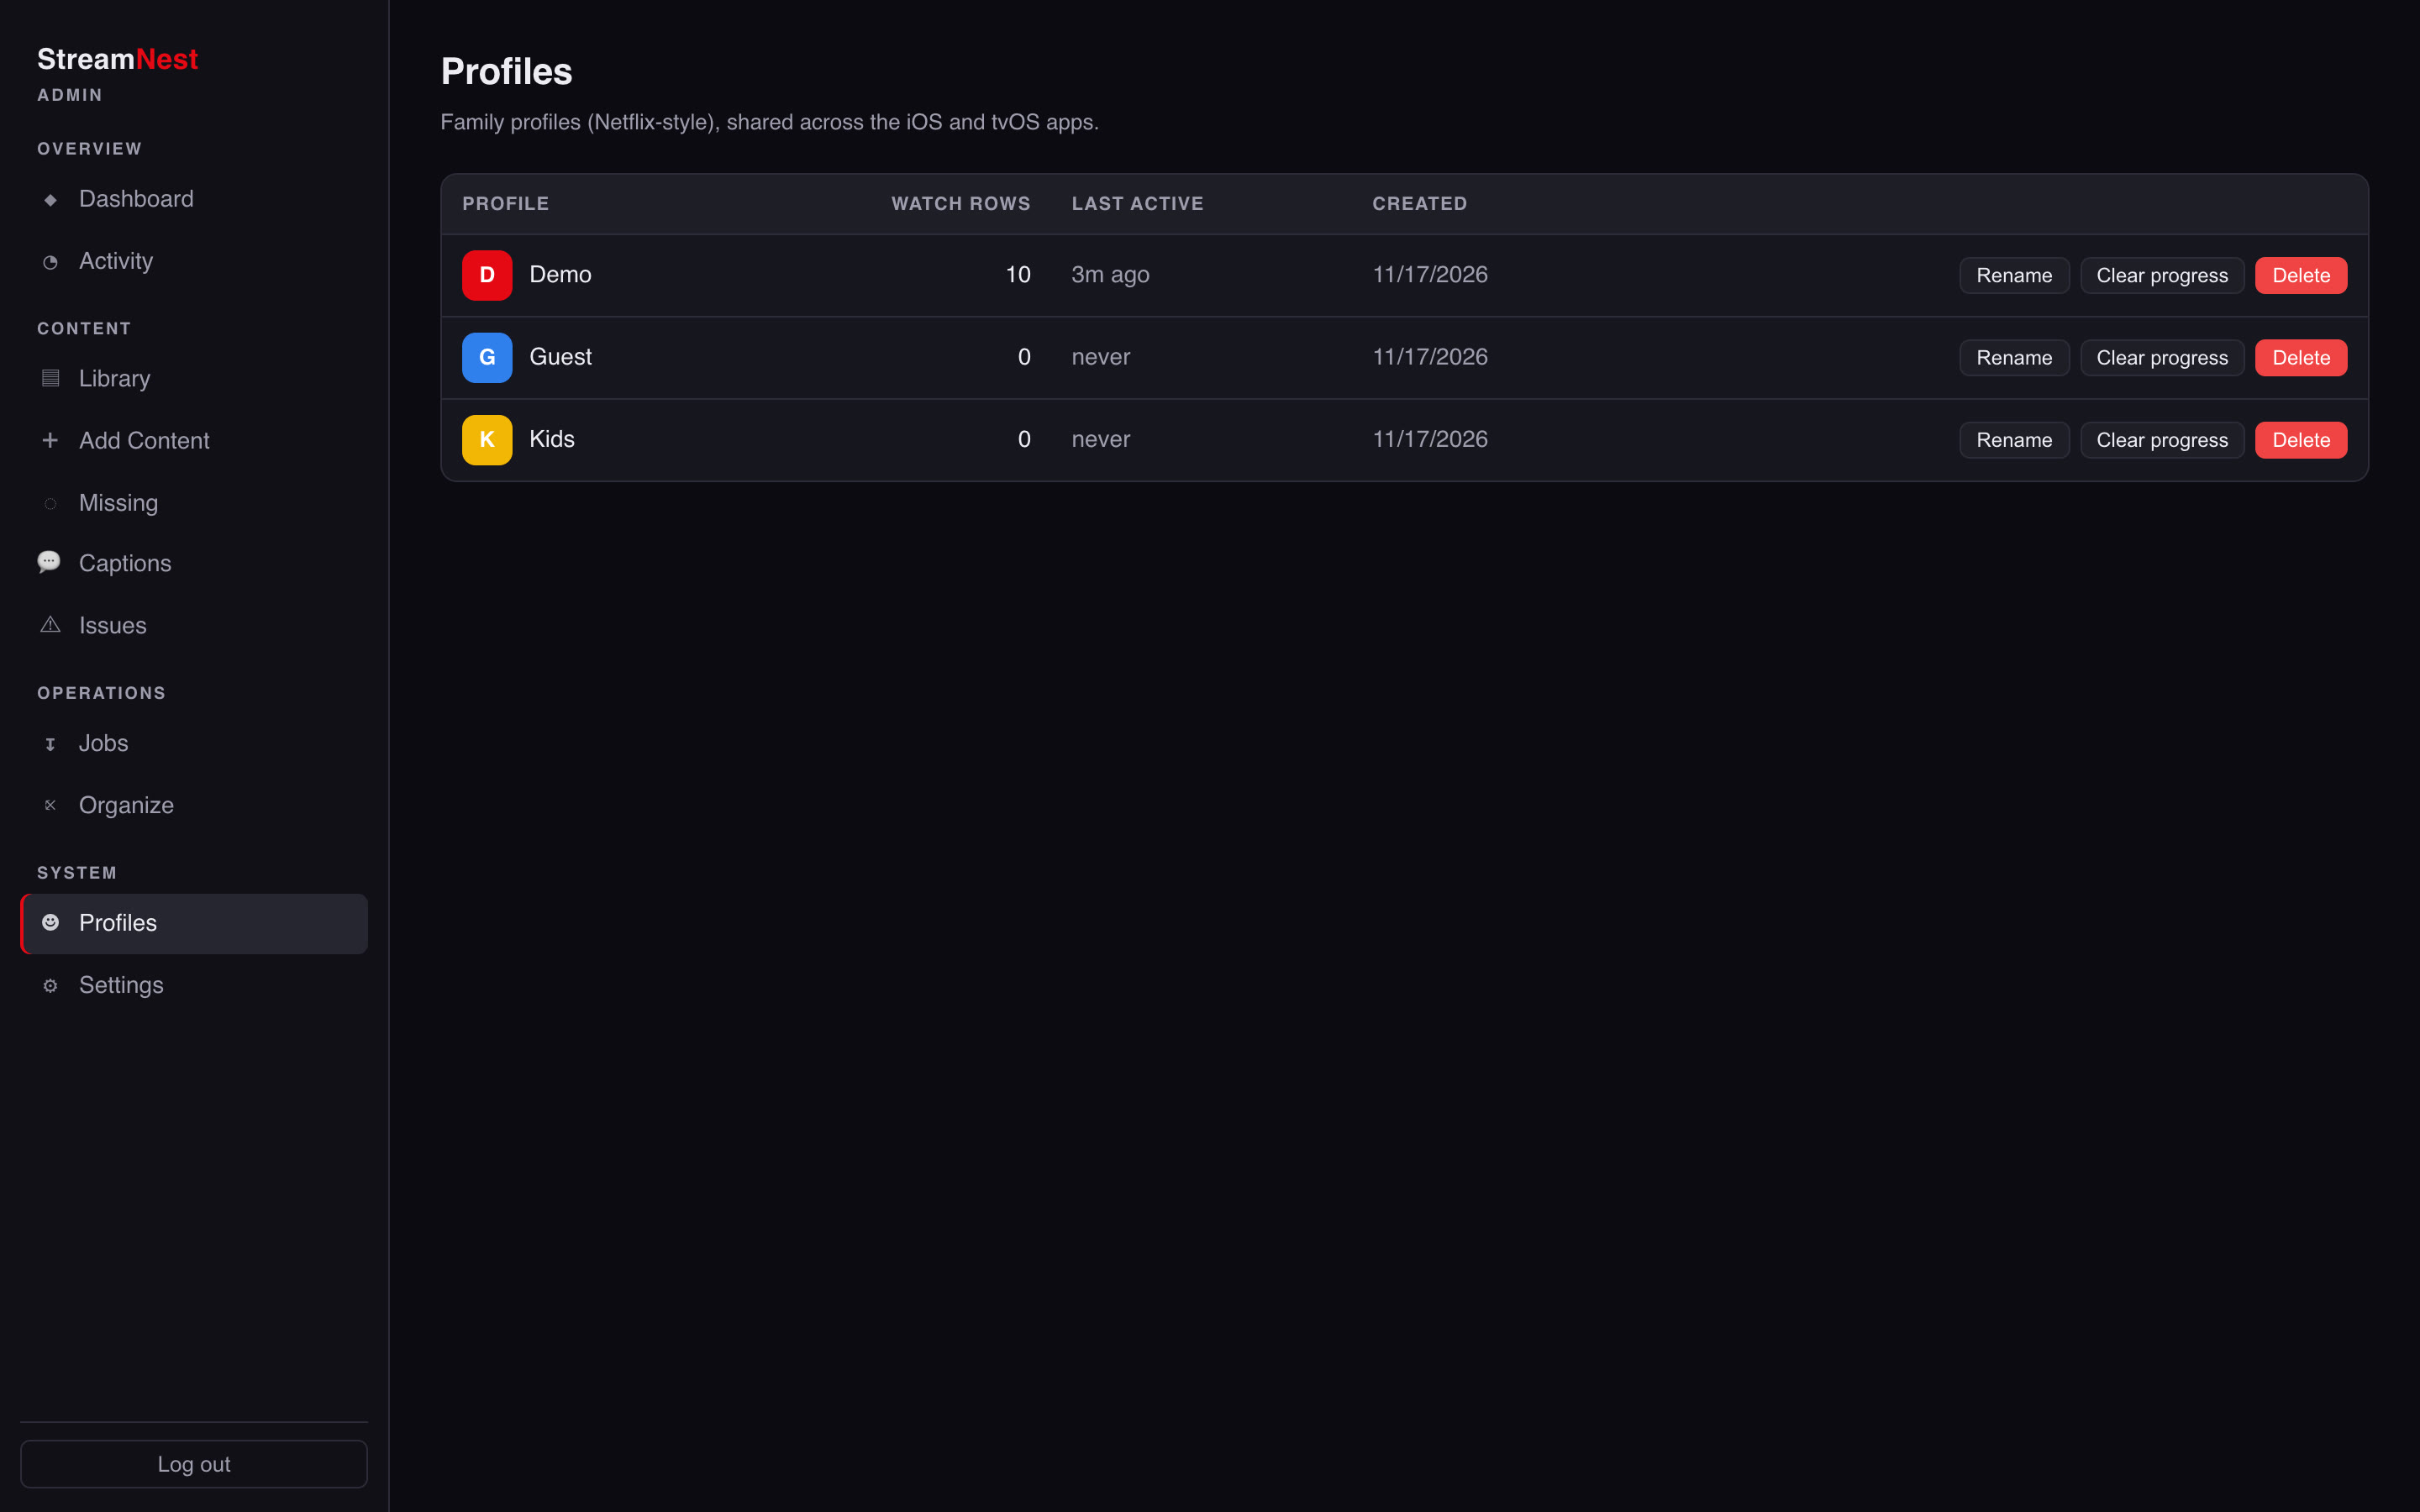 StreamNest
ADMIN
OVERVIEW
Dashboard
Activity
CONTENT
Library
Add Content
Missing
Captions
Issues
OPERATIONS
Jobs
Organize
SYSTEM
Profiles
Settings
Log out
Profiles
Family profiles (Netflix-style), shared across the iOS and tvOS apps.
PROFILE WATCH ROWS LAST ACTIVE CREATED
D Demo 10 3m ago 11/17/2026 Rename Clear progress Delete
G Guest 0 never 11/17/2026 Rename Clear progress Delete
K Kids 0 never 11/17/2026 Rename Clear progress Delete